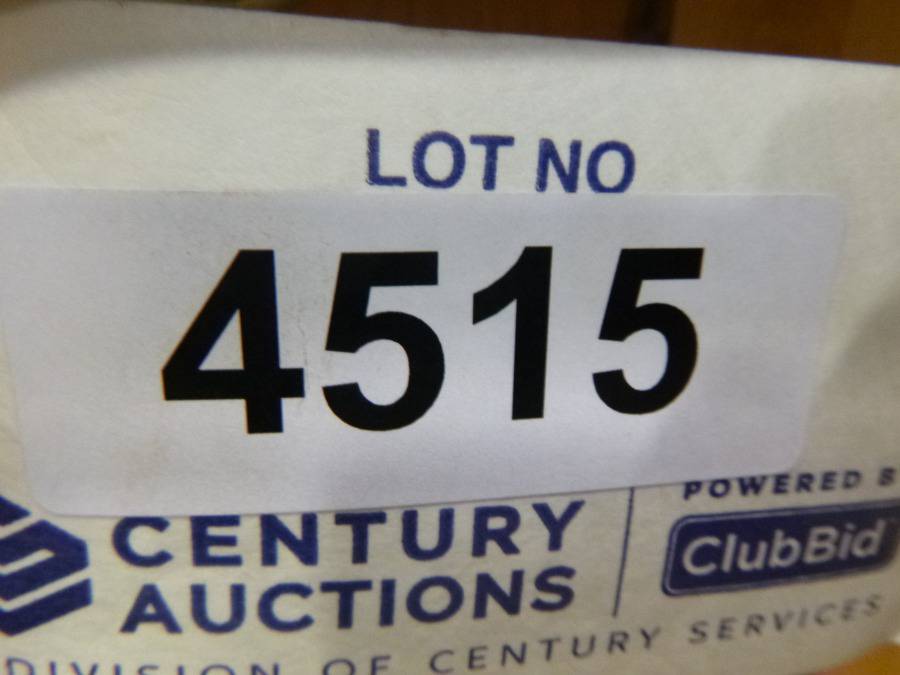 LOT NO
4515
CENTURY
AUCTIONS
POWERED B
ClubBid
DIVISION OF CENTURY SERVICES